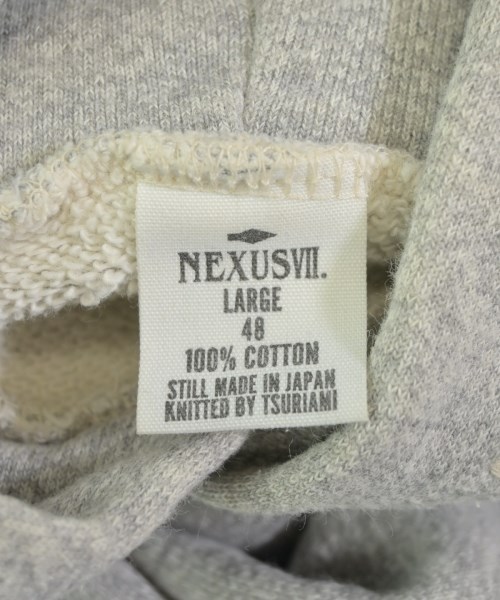 NEXUSVII.
LARGE
48
100% COTTON
STILL MADE IN JAPAN
KNITTED BY TSURIAMI